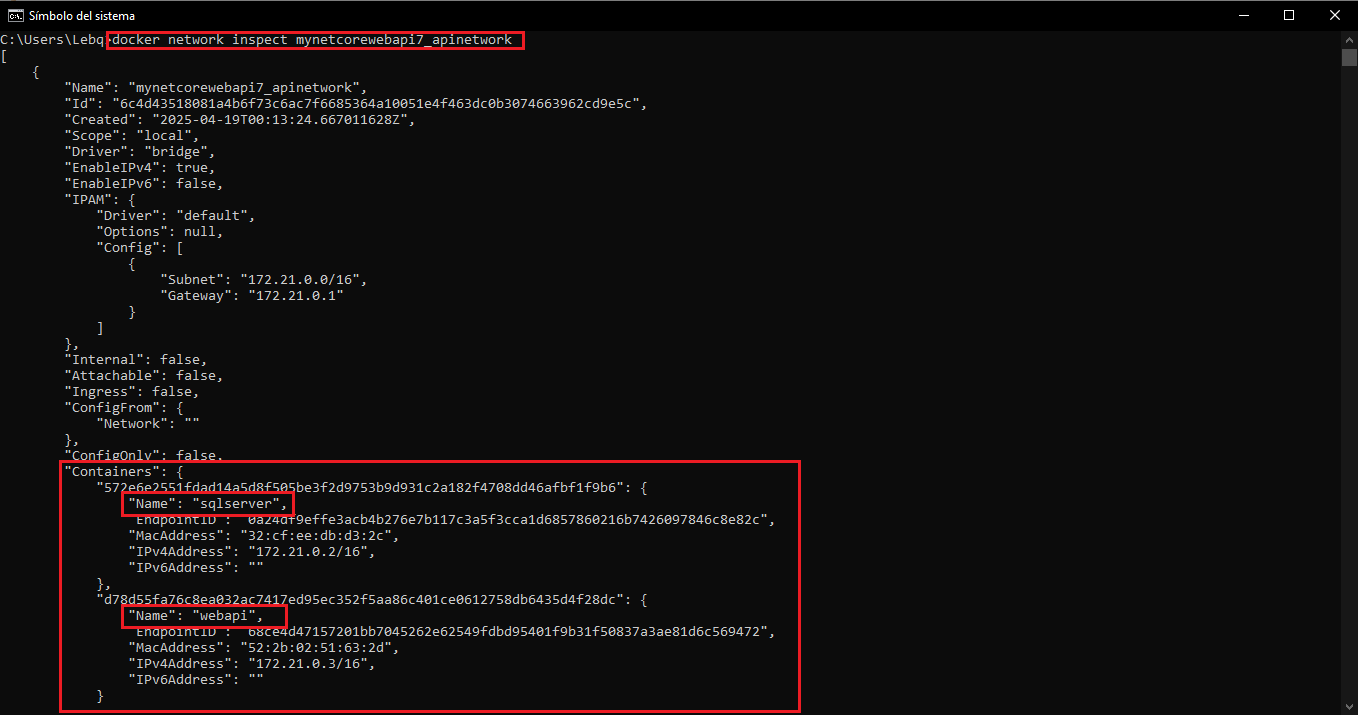 Símbolo del sistema
C:\Users\Lebq>docker network inspect mynetcorewebapi7_apinetwork
[
    {
        "Name": "mynetcorewebapi7_apinetwork",
        "Id": "6c4d43518081a4b6f73c6ac7f6685364a10051e4f463dc0b3074663962cd9e5c",
        "Created": "2025-04-19T00:13:24.667011628Z",
        "Scope": "local",
        "Driver": "bridge",
        "EnableIPv4": true,
        "EnableIPv6": false,
        "IPAM": {
            "Driver": "default",
            "Options": null,
            "Config": [
                {
                    "Subnet": "172.21.0.0/16",
                    "Gateway": "172.21.0.1"
                }
            ]
        },
        "Internal": false,
        "Attachable": false,
        "Ingress": false,
        "ConfigFrom": {
            "Network": ""
        },
        "ConfigOnly": false,
        "Containers": {
            "572e6e2551fdad14a5d8f505be3f2d9753b9d931c2a182f4708dd46afbf1f9b6": {
                "Name": "sqlserver",
                "EndpointID": "0a24df9effe3acb4b276e7b117c3a5f3cca1d6857860216b7426097846c8e82c",
                "MacAddress": "32:cf:ee:db:d3:2c",
                "IPv4Address": "172.21.0.2/16",
                "IPv6Address": ""
            },
            "d78d55fa76c8ea032ac7417ed95ec352f5aa86c401ce0612758db6435d4f28dc": {
                "Name": "webapi",
                "EndpointID": "68ce4d47157201bb7045262e62549fdbd95401f9b31f50837a3ae81d6c569472",
                "MacAddress": "52:2b:02:51:63:2d",
                "IPv4Address": "172.21.0.3/16",
                "IPv6Address": ""
            }